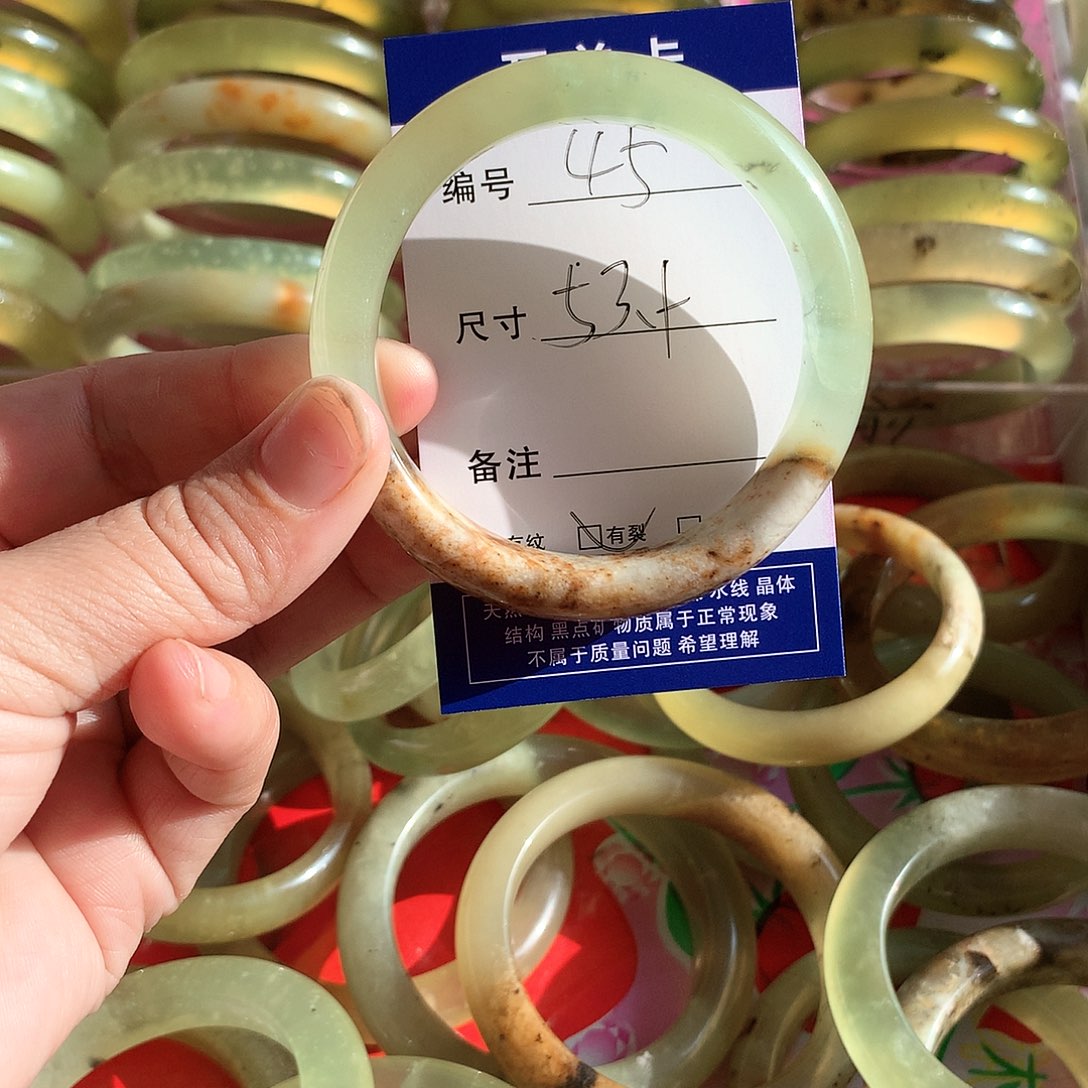 编号 45
尺寸 53.+
备注
有纹 有裂
水线 晶体
结构 黑点矿物质属于正常现象
不属于质量问题 希望理解